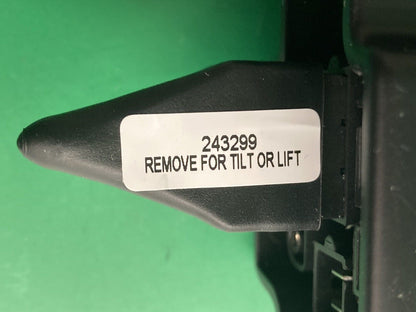 243299
REMOVE FOR TILT OR LIFT